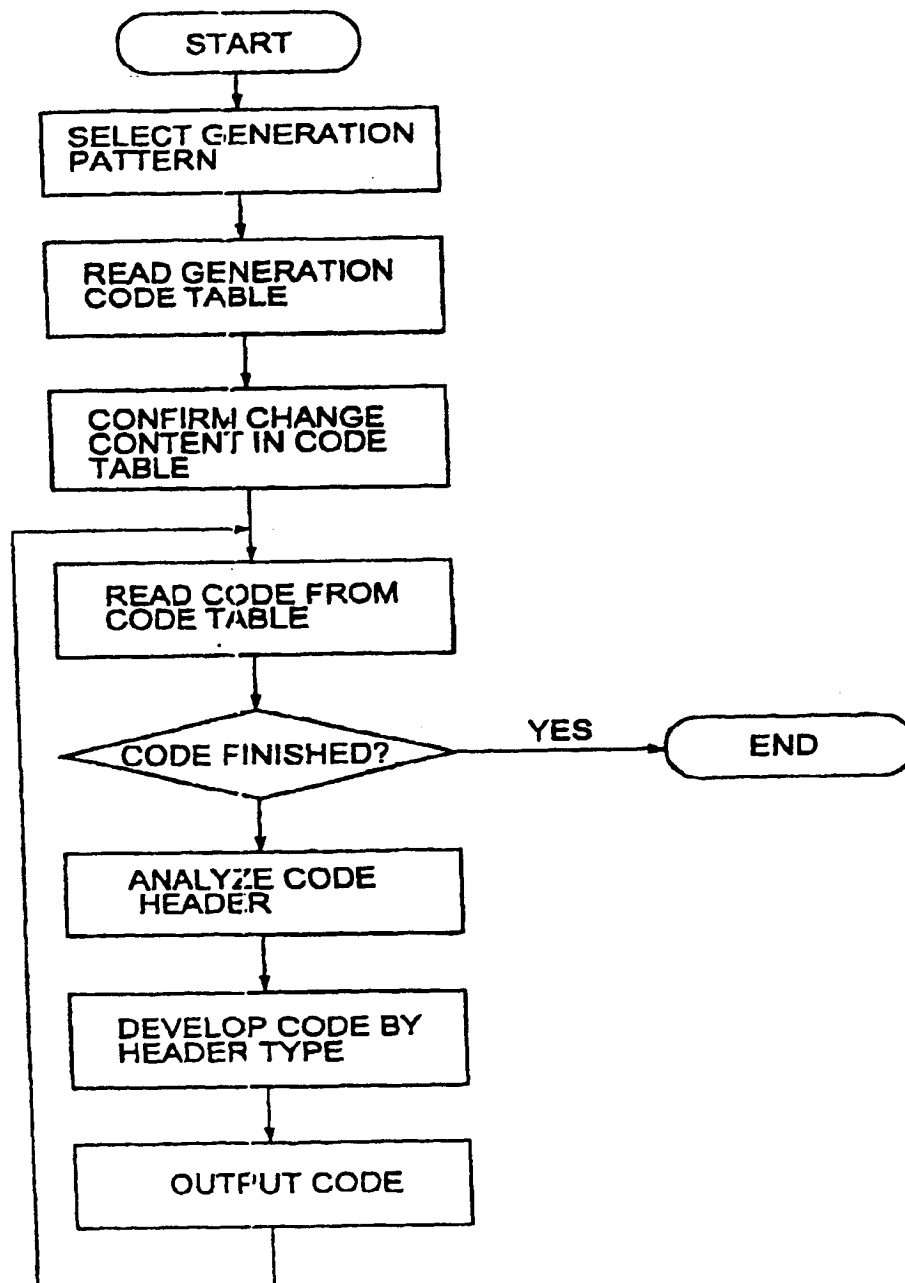 START
SELECT GENERATION
PATTERN
READ GENERATION
CODE TABLE
CONFIRM CHANGE
CONTENT IN CODE
TABLE
READ CODE FROM
CODE TABLE
CODE FINISHED?
YES
END
ANALYZE CODE
HEADER
DEVELOP CODE BY
HEADER TYPE
OUTPUT CODE